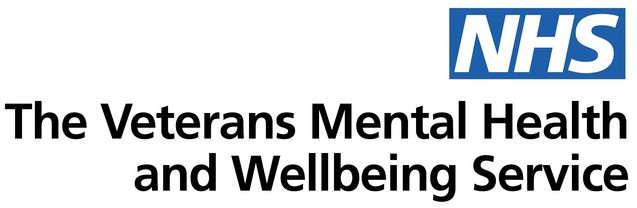 NHS
The Veterans Mental Health
and Wellbeing Service